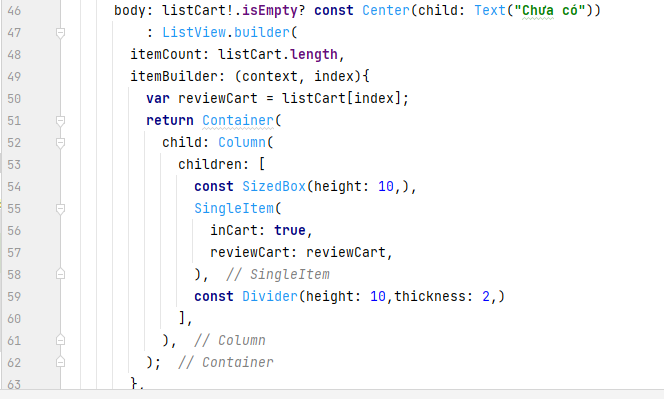 46 body: listCart!.isEmpty? const Center(child: Text("Chưa có"))
47 : ListView.builder(
48 itemCount: listCart.length,
49 itemBuilder: (context, index){
50 var reviewCart = listCart[index];
51 return Container(
52 child: Column(
53 children: [
54 const SizedBox(height: 10,),
55 SingleItem(
56 inCart: true,
57 reviewCart: reviewCart,
58 ), // SingleItem
59 const Divider(height: 10,thickness: 2,)
60 ],
61 ), // Column
62 ); // Container
63 },